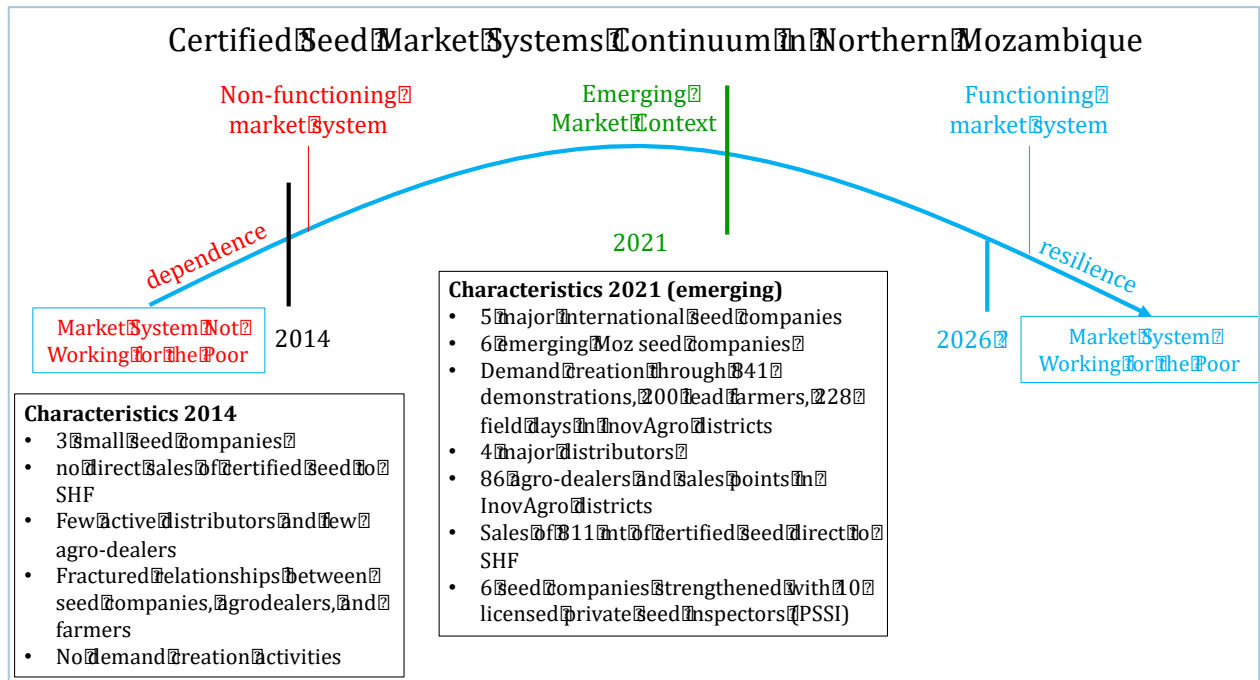 Certified Seed Market Systems Continuum in Northern Mozambique
Non-functioning
market system
Emerging
Market Context
Functioning
market system
dependence
resilience
2014
2021
2026
Market System Not
Working for the Poor
Market System
Working for the Poor
Characteristics 2014
• 3 small seed companies
• no direct sales of certified seed to
SHF
• Few active distributors and few
agro-dealers
• Fractured relationships between
seed companies, agrodealers, and
farmers
• No demand creation activities
Characteristics 2021 (emerging)
• 5 major international seed companies
• 6 emerging Moz seed companies
• Demand creation through 841
demonstrations, 200 lead farmers, 228
field days in InovAgro districts
• 4 major distributors
• 86 agro-dealers and sales points in
InovAgro districts
• Sales of 811 mt of certified seed direct to
SHF
• 6 seed companies strengthened with 10
licensed private seed inspectors (PSSI)